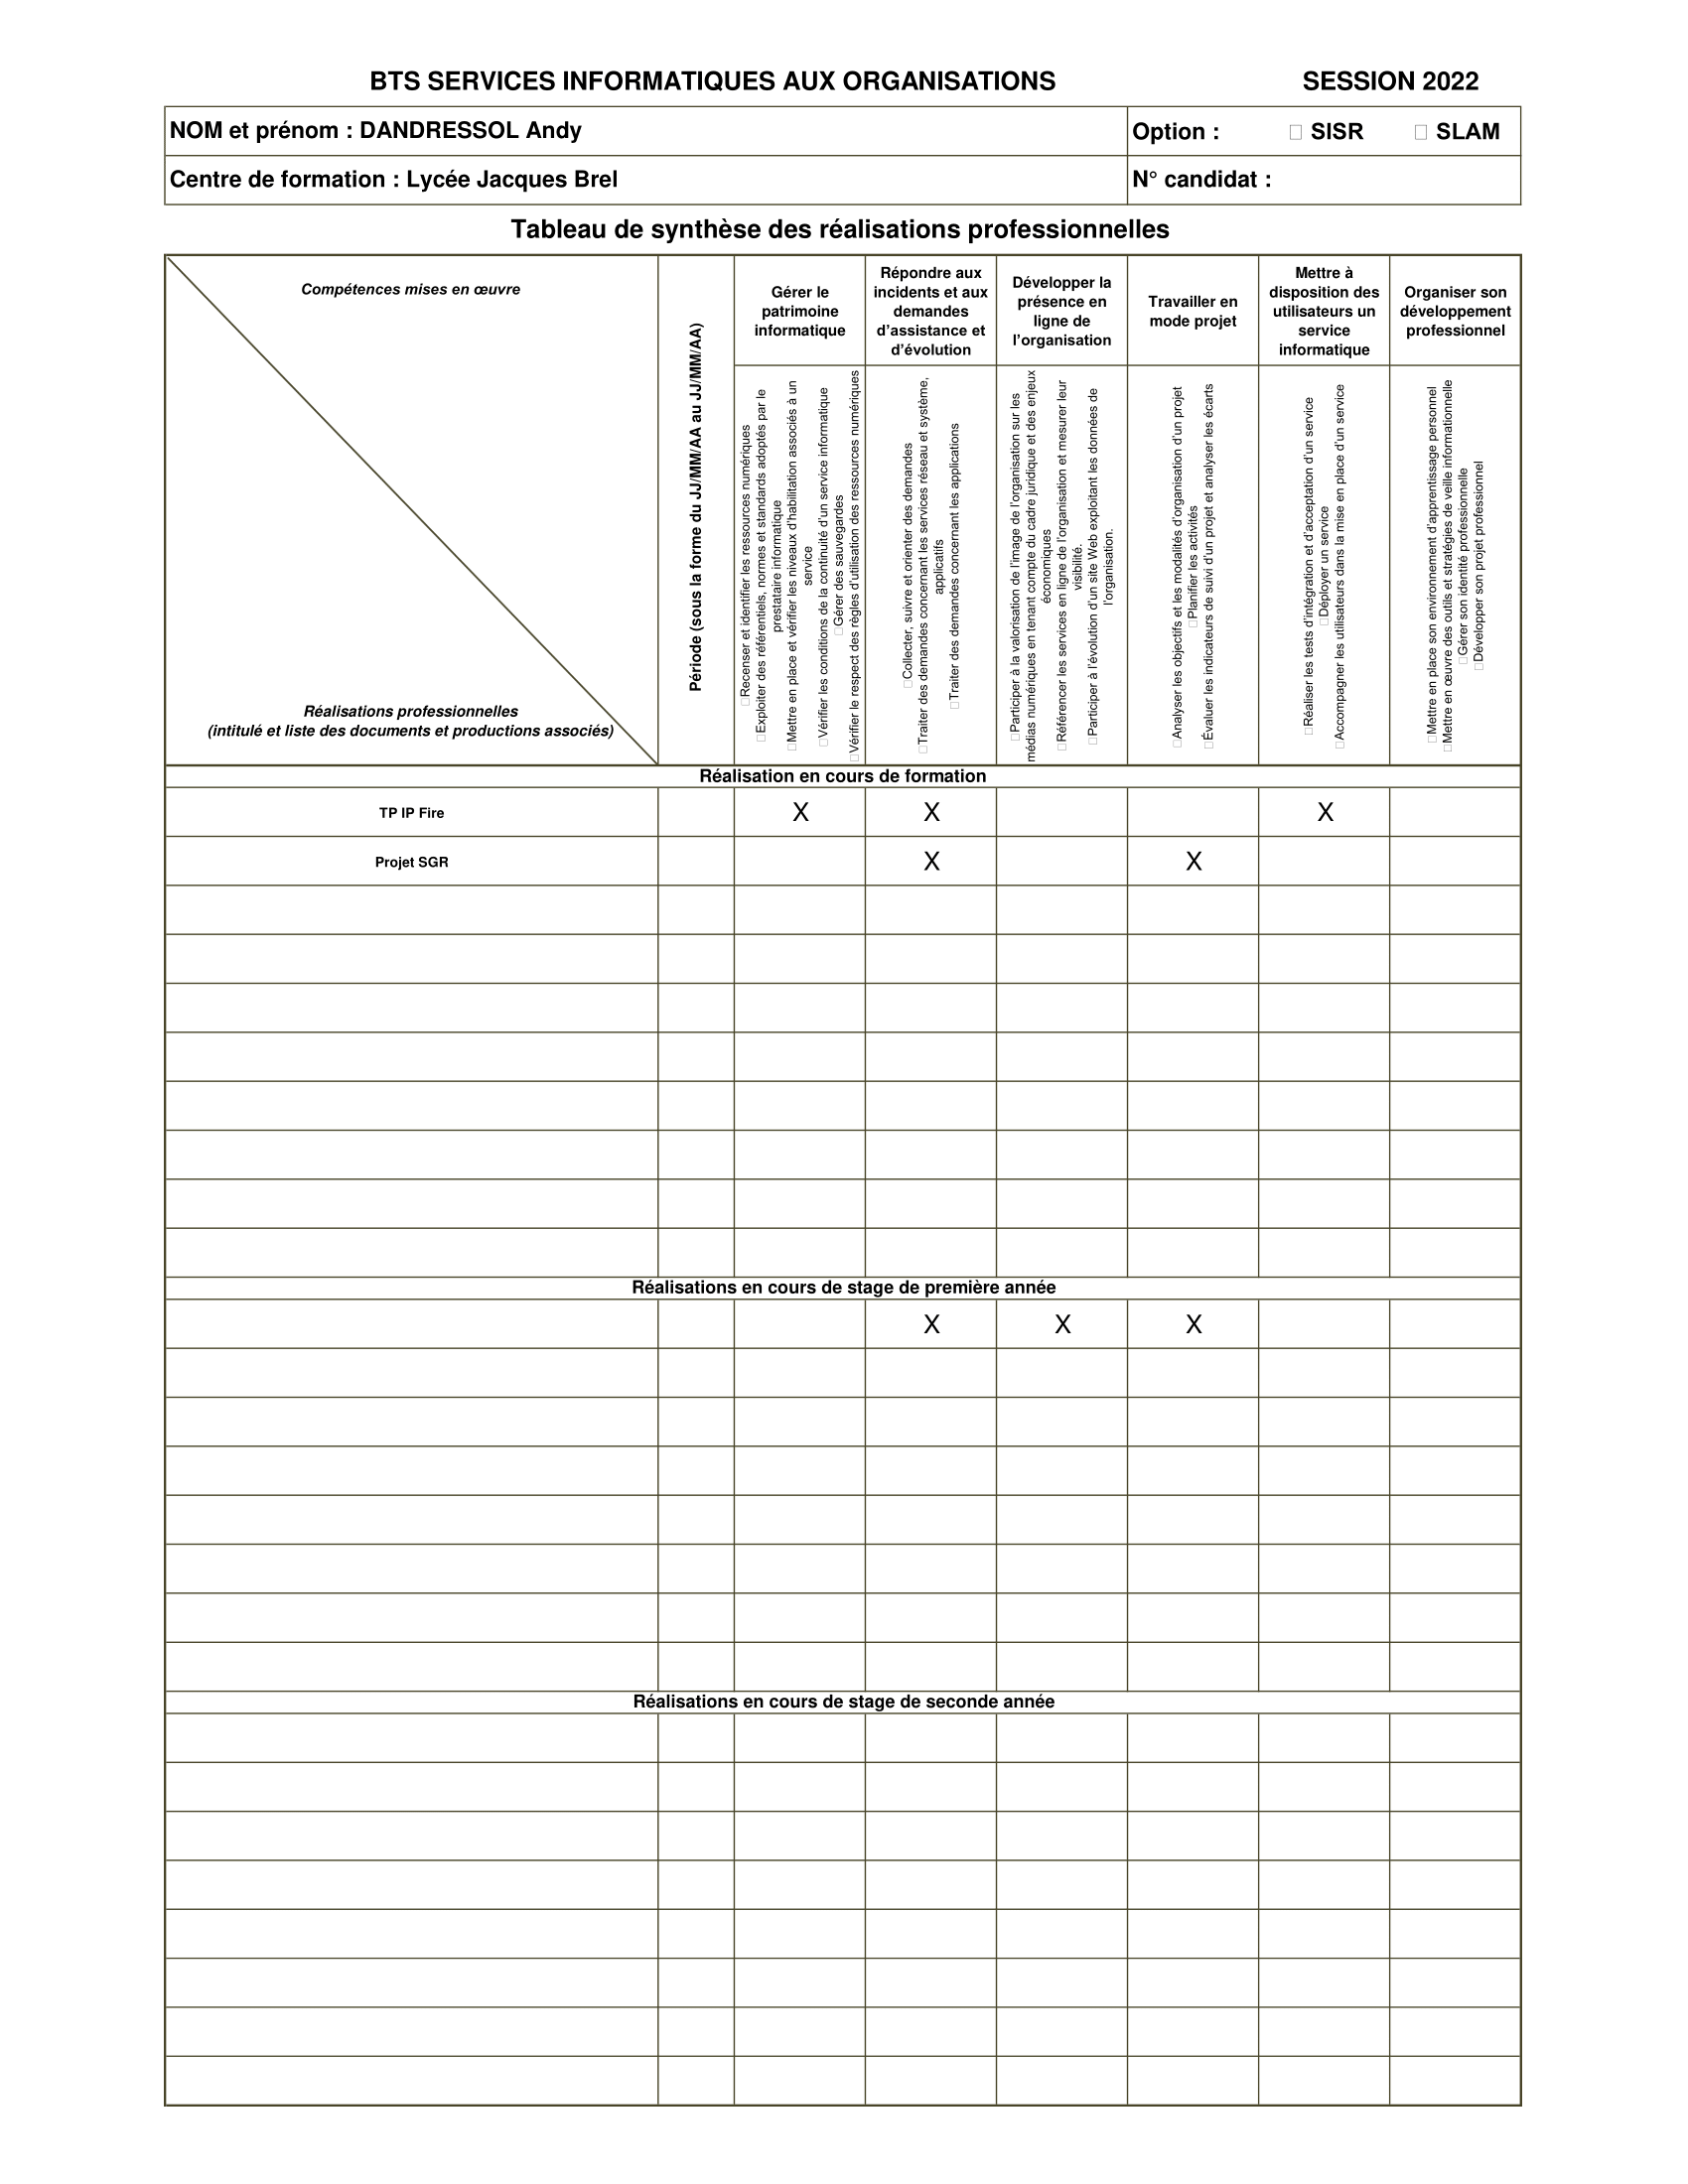 BTS SERVICES INFORMATIQUES AUX ORGANISATIONS SESSION 2022
NOM et prénom : DANDRESSOL Andy
Option : □ SISR □ SLAM
Centre de formation : Lycée Jacques Brel
N° candidat :
Tableau de synthèse des réalisations professionnelles
Compétences mises en œuvre
Réalisations professionnelles
(intitulé et liste des documents et productions associés)
Période (sous la forme du JJ/MM/AA au JJ/MM/AA)
Gérer le
patrimoine
informatique
Répondre aux
incidents et aux
demandes
d’assistance et
d’évolution
Développer la
présence en
ligne de
l’organisation
Travailler en
mode projet
Mettre à
disposition des
utilisateurs un
service
informatique
Organiser son
développement
professionnel
□Recenser et identifier les ressources numériques
□Exploiter des référentiels, normes et standards adoptés par le
prestataire informatique
□Mettre en place et vérifier les niveaux d’habilitation associés à un
service
□Vérifier les conditions de la continuité d’un service informatique
□Gérer des sauvegardes
□Vérifier le respect des règles d’utilisation des ressources numériques
□Collecter, suivre et orienter des demandes
□Traiter des demandes concernant les services réseau et système,
applicatifs
□Traiter des demandes concernant les applications
□Participer à la valorisation de l’image de l’organisation sur les
médias numériques en tenant compte du cadre juridique et des enjeux
économiques
□Référencer les services en ligne de l’organisation et mesurer leur
visibilité.
□Participer à l’évolution d’un site Web exploitant les données de
l’organisation.
□Analyser les objectifs et les modalités d’organisation d’un projet
□Planifier les activités
□Évaluer les indicateurs de suivi d’un projet et analyser les écarts
□Réaliser les tests d’intégration et d’acceptation d’un service
□Déployer un service
□Accompagner les utilisateurs dans la mise en place d’un service
□Mettre en place son environnement d’apprentissage personnel
□Mettre en œuvre des outils et stratégies de veille informationnelle
□Gérer son identité professionnelle
□Développer son projet professionnel
Réalisation en cours de formation
TP IP Fire X X X
Projet SGR X X
Réalisations en cours de stage de première année
X X X
Réalisations en cours de stage de seconde année